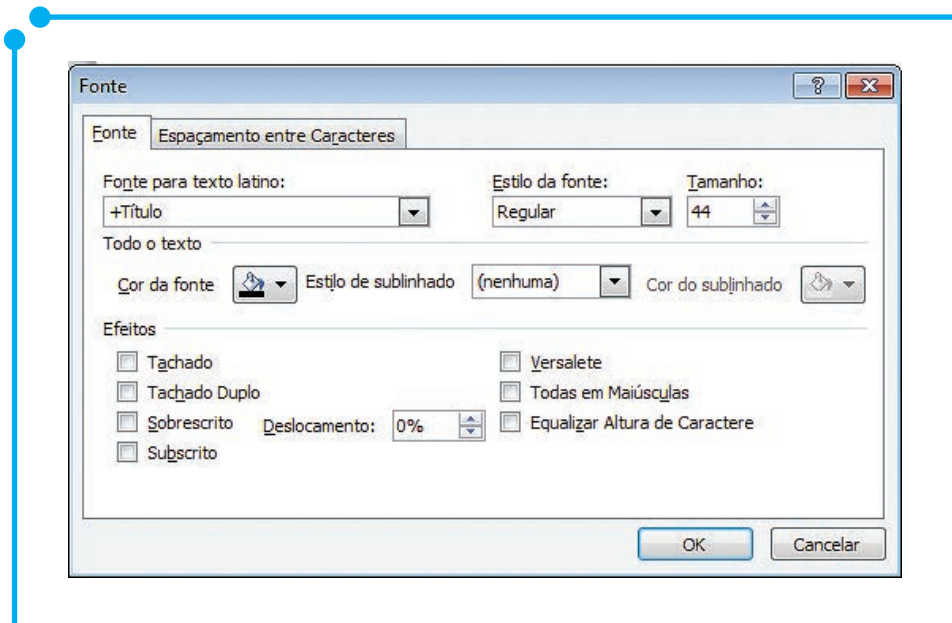 Fonte
Fonte Espaçamento entre Caracteres
Fonte para texto latino: Estilo da fonte: Tamanho:
+Título Regular 44
Todo o texto
Cor da fonte Estilo de sublinhado (nenhuma) Cor do sublinhado
Efeitos
Tachado Versalete
Tachado Duplo Todas em Maiúsculas
Sobrescrito Deslocamento: 0% Equalizar Altura de Caractere
Subscrito
OK Cancelar